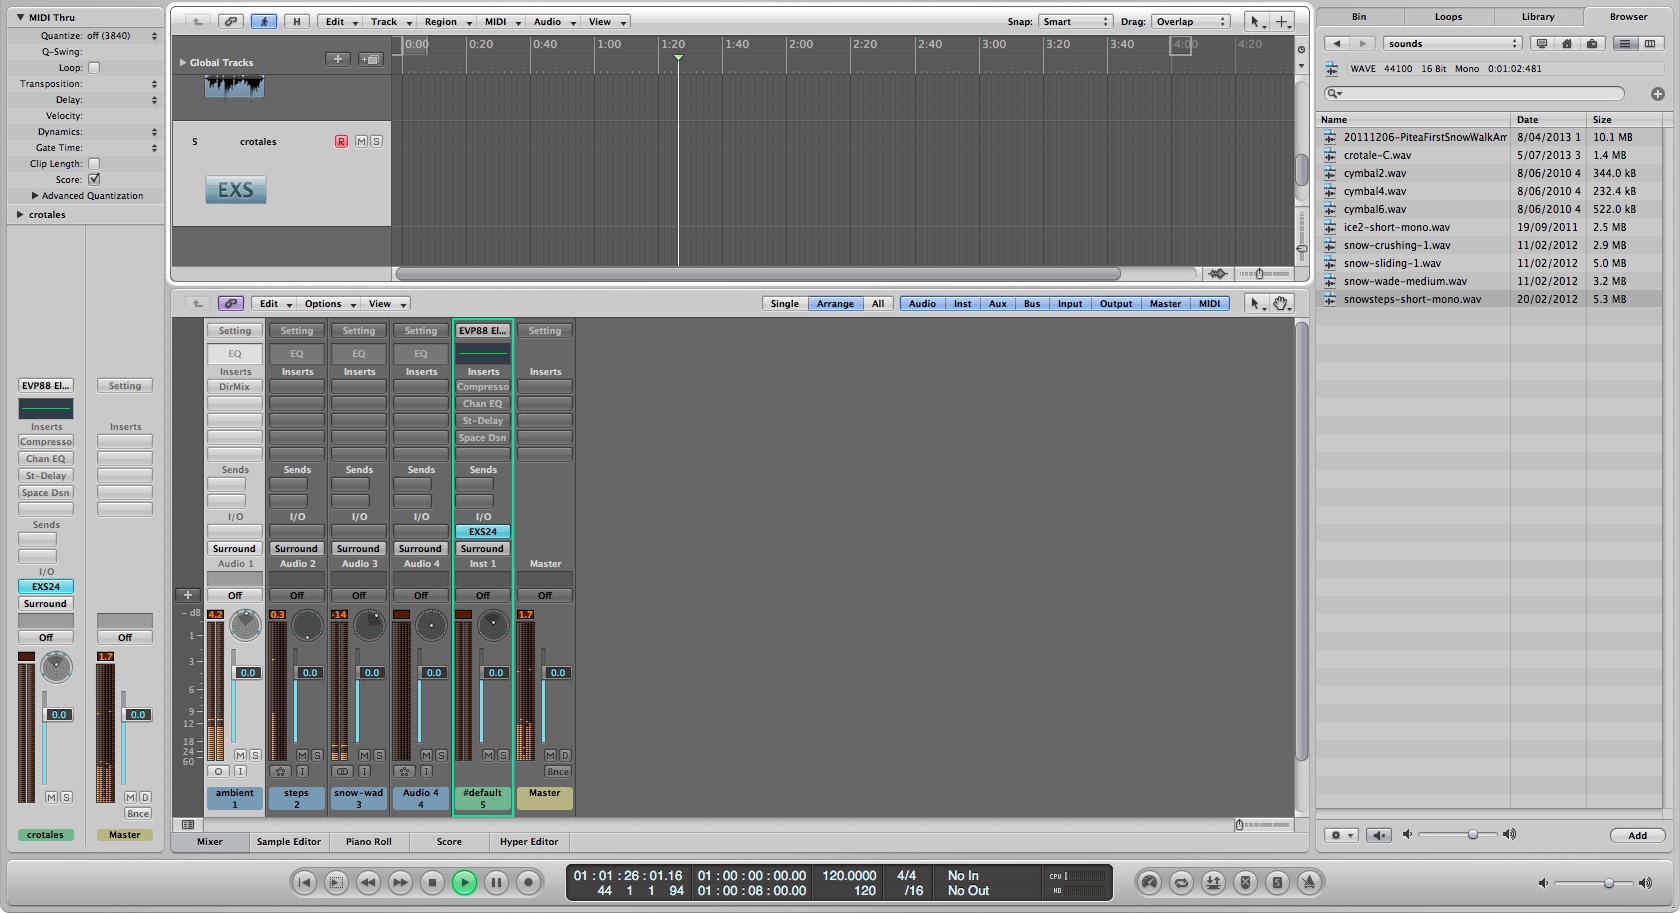 MIDI Thru
Quantize: off (3840)
Q-Swing:
Loop:
Transposition:
Delay:
Velocity:
Dynamics:
Gate Time:
Clip Length:
Score:
Advanced Quantization
crotales
EVP88 El... Setting
Inserts Inserts
Compresso
Chan EQ
St-Delay
Space Dsn
Sends
I/O
EXS24
Surround
Off Off
1.7
0.0 0.0
M S M D
Bnce
crotales Master
H Edit Track Region MIDI Audio View Snap: Smart Drag: Overlap
Global Tracks 0:00 0:20 0:40 1:00 1:20 1:40 2:00 2:20 2:40 3:00 3:20 3:40 4:00 4:20
5 crotales R M S
EXS
Edit Options View Single Arrange All Audio Inst Aux Bus Input Output Master MIDI
Setting Setting Setting Setting EVP88 El... Setting
EQ EQ EQ EQ
Inserts Inserts Inserts Inserts Inserts Inserts
DirMix Compresso
Chan EQ
St-Delay
Space Dsn
Sends Sends Sends Sends Sends
I/O I/O I/O I/O I/O
EXS24
Surround Surround Surround Surround Surround
Audio 1 Audio 2 Audio 3 Audio 4 Inst 1 Master
Off Off Off Off Off Off
dB 4.2 0.3 -14 1.7
1
3
0.0 0.0 0.0 0.0 0.0 0.0
6
9
12
18
24
60
M S M S M S M S M S M D
I I I I Bnce
ambient steps snow-wad Audio 4 #default Master
1 2 3 4 5
Mixer Sample Editor Piano Roll Score Hyper Editor
Bin Loops Library Browser
sounds
WAVE 44100 16 Bit Mono 0:01:02:481
Name Date Size
20111206-PiteaFirstSnowWalkAm 8/04/2013 1 10.1 MB
crotale-C.wav 5/07/2013 3 1.4 MB
cymbal2.wav 8/06/2010 4 344.0 kB
cymbal4.wav 8/06/2010 4 232.4 kB
cymbal6.wav 8/06/2010 4 522.0 kB
ice2-short-mono.wav 19/09/2011 2.5 MB
snow-crushing-1.wav 11/02/2012 2.9 MB
snow-sliding-1.wav 11/02/2012 5.0 MB
snow-wade-medium.wav 11/02/2012 3.2 MB
snowsteps-short-mono.wav 20/02/2012 5.3 MB
Add
01:01:26:01.16 01:00:00:00.00 120.0000 4/4 No In CPU
44 1 1 94 01:00:08:00.00 120 /16 No Out HD